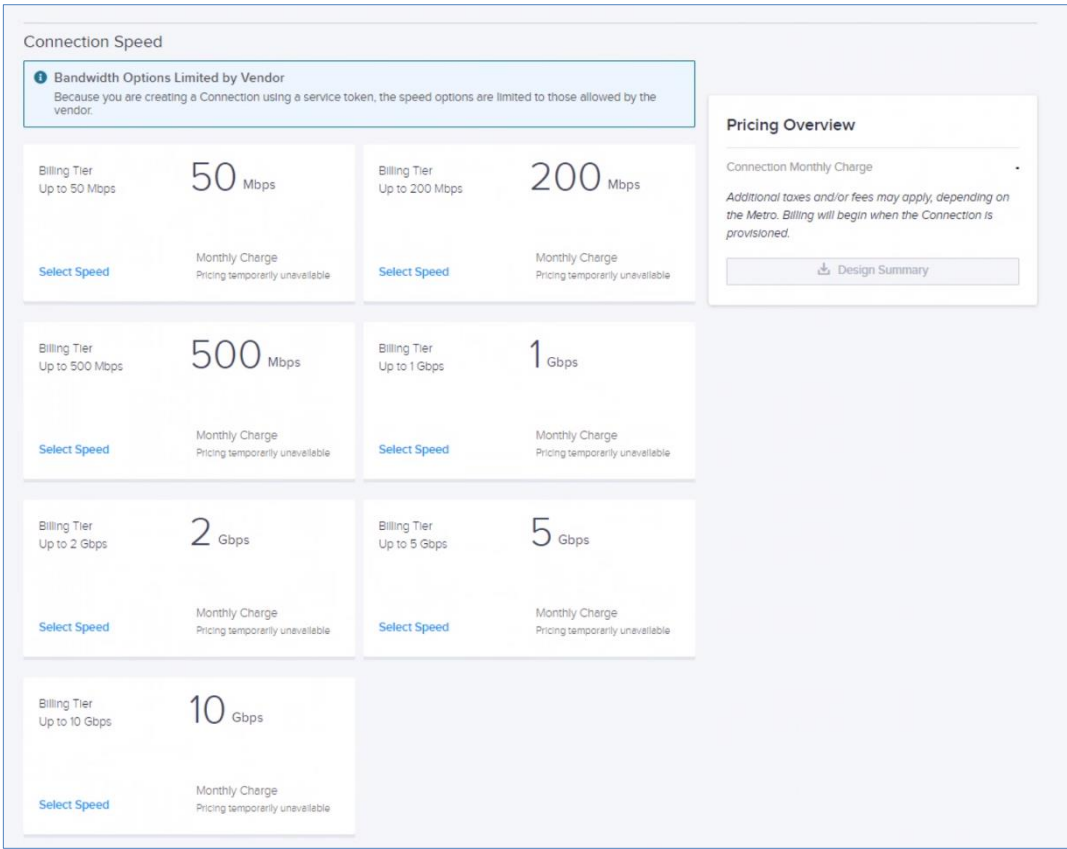 Connection Speed
Bandwidth Options Limited by Vendor
Because you are creating a Connection using a service token, the speed options are limited to those allowed by the
vendor.
Billing Tier
Up to 50 Mbps
50 Mbps
Select Speed
Monthly Charge
Pricing temporarily unavailable
Billing Tier
Up to 200 Mbps
200 Mbps
Select Speed
Monthly Charge
Pricing temporarily unavailable
Billing Tier
Up to 500 Mbps
500 Mbps
Select Speed
Monthly Charge
Pricing temporarily unavailable
Billing Tier
Up to 1 Gbps
1 Gbps
Select Speed
Monthly Charge
Pricing temporarily unavailable
Billing Tier
Up to 2 Gbps
2 Gbps
Select Speed
Monthly Charge
Pricing temporarily unavailable
Billing Tier
Up to 5 Gbps
5 Gbps
Select Speed
Monthly Charge
Pricing temporarily unavailable
Billing Tier
Up to 10 Gbps
10 Gbps
Select Speed
Monthly Charge
Pricing temporarily unavailable
Pricing Overview
Connection Monthly Charge -
Additional taxes and/or fees may apply, depending on
the Metro. Billing will begin when the Connection is
provisioned.
Design Summary